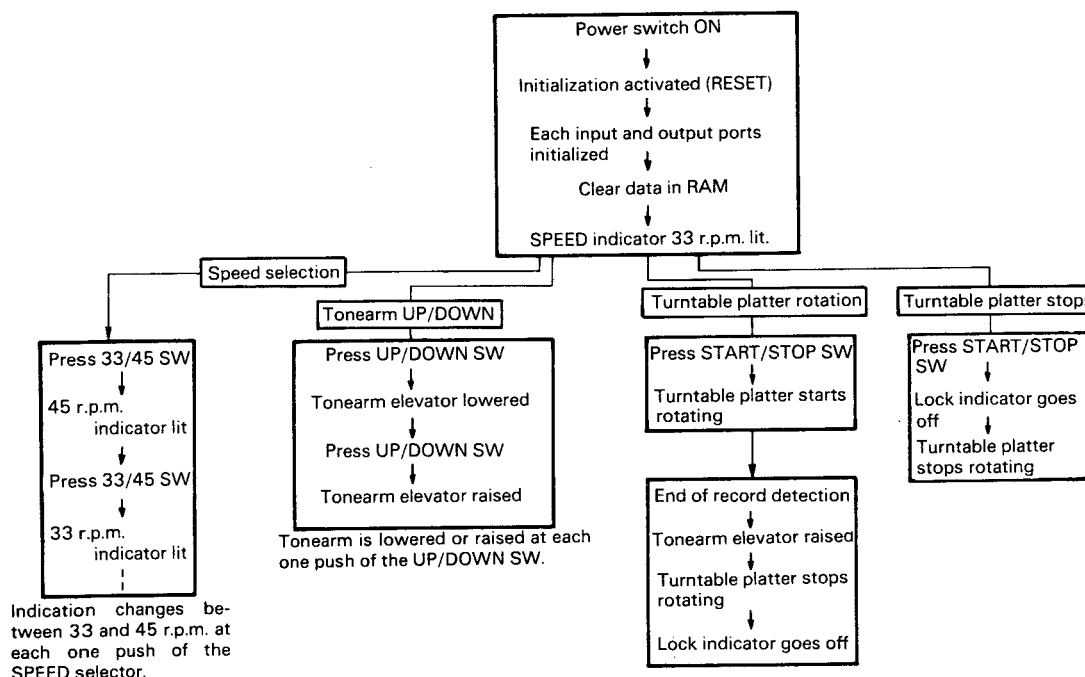 Power switch ON
Initialization activated (RESET)
Each input and output ports
initialized
Clear data in RAM
SPEED indicator 33 r.p.m. lit.
Speed selection
Press 33/45 SW
45 r.p.m.
indicator lit
Press 33/45 SW
33 r.p.m.
indicator lit
Indication changes be-
tween 33 and 45 r.p.m. at
each one push of the
SPEED selector.
Tonearm UP/DOWN
Press UP/DOWN SW
Tonearm elevator lowered
Press UP/DOWN SW
Tonearm elevator raised
Tonearm is lowered or raised at each
one push of the UP/DOWN SW.
Turntable platter rotation
Press START/STOP SW
Turntable platter starts
rotating
End of record detection
Tonearm elevator raised
Turntable platter stops
rotating
Lock indicator goes off
Turntable platter stops
Press START/STOP
SW
Lock indicator goes
off
Turntable platter
stops rotating